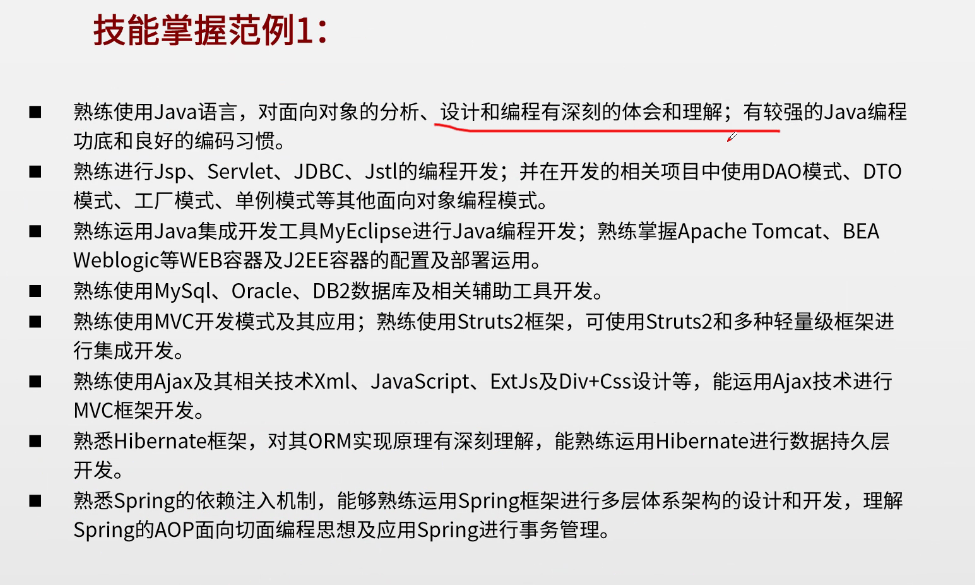 技能掌握范例1：
■ 熟练使用Java语言，对面向对象的分析、设计和编程有深刻的体会和理解；有较强的Java编程
功底和良好的编码习惯。
■ 熟练进行Jsp、Servlet、JDBC、Jstl的编程开发；并在开发的相关项目中使用DAO模式、DTO
模式、工厂模式、单例模式等其他面向对象编程模式。
■ 熟练运用Java集成开发工具MyEclipse进行Java编程开发；熟练掌握Apache Tomcat、BEA
Weblogic等WEB容器及J2EE容器的配置及部署运用。
■ 熟练使用MySql、Oracle、DB2数据库及相关辅助工具开发。
■ 熟练使用MVC开发模式及其应用；熟练使用Struts2框架，可使用Struts2和多种轻量级框架进
行集成开发。
■ 熟练使用Ajax及其相关技术Xml、JavaScript、ExtJs及Div+Css设计等，能运用Ajax技术进行
MVC框架开发。
■ 熟悉Hibernate框架，对其ORM实现原理有深刻理解，能熟练运用Hibernate进行数据持久层
开发。
■ 熟悉Spring的依赖注入机制，能够熟练运用Spring框架进行多层体系架构的设计和开发，理解
Spring的AOP面向切面编程思想及应用Spring进行事务管理。